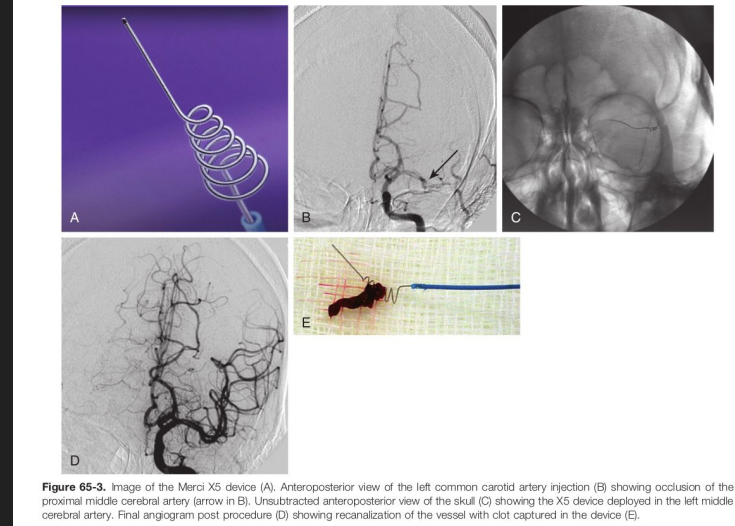 A
B
C
D
E
Figure 65-3. Image of the Merci X5 device (A). Anteroposterior view of the left common carotid artery injection (B) showing occlusion of the
proximal middle cerebral artery (arrow in B). Unsubtracted anteroposterior view of the skull (C) showing the X5 device deployed in the left middle
cerebral artery. Final angiogram post procedure (D) showing recanalization of the vessel with clot captured in the device (E).